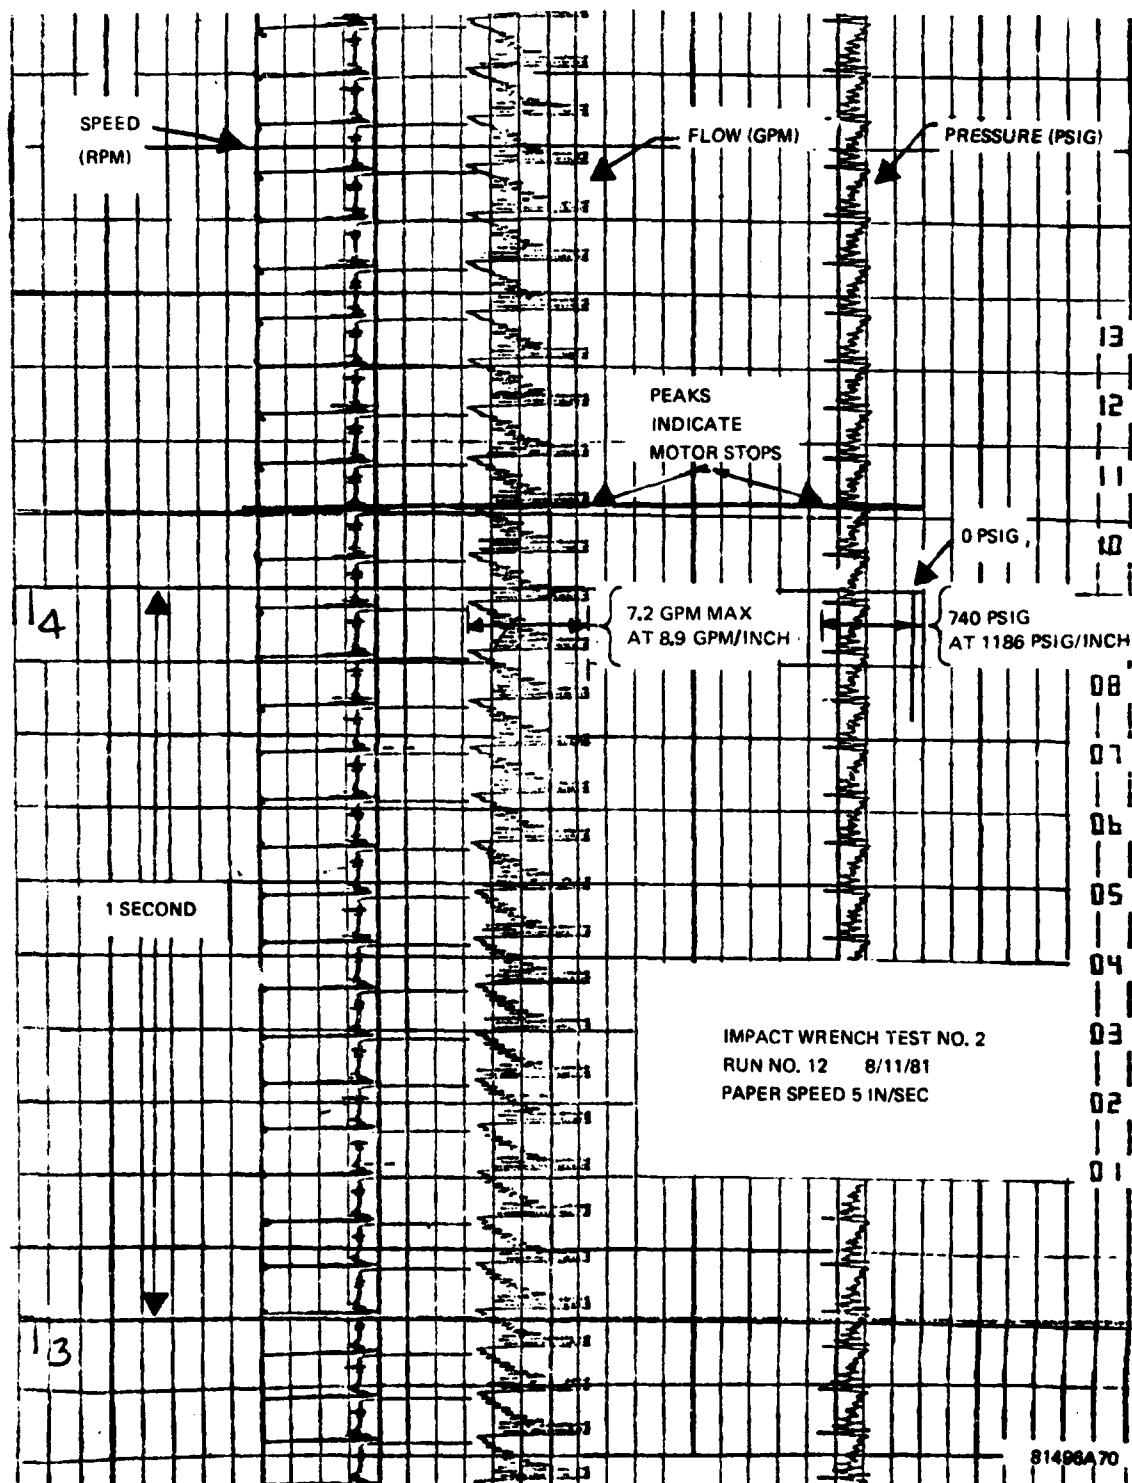 SPEED
(RPM)
FLOW (GPM)
PRESSURE (PSIG)
13
12
11
10
PEAKS
INDICATE
MOTOR STOPS
0 PSIG
14
7.2 GPM MAX
AT 8.9 GPM/INCH
740 PSIG
AT 1186 PSIG/INCH
08
07
06
05
04
03
02
01
1 SECOND
IMPACT WRENCH TEST NO. 2
RUN NO. 12 8/11/81
PAPER SPEED 5 IN/SEC
13
81496A70